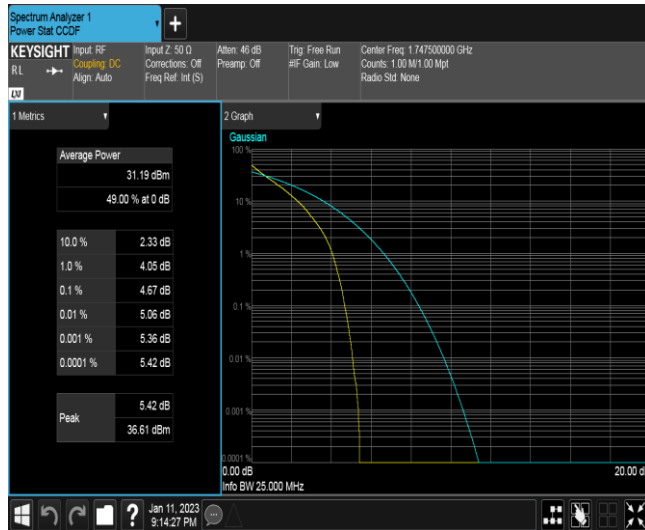 Spectrum Analyzer 1
Power Stat CCDF
KEYSIGHT
RL
LXI
Input: RF
Coupling: DC
Align: Auto
Input Z: 50 Ω
Corrections: Off
Freq Ref: Int (S)
Atten: 46 dB
Preamp: Off
Trig: Free Run
#IF Gain: Low
Center Freq: 1.747500000 GHz
Counts: 1.00 M/1.00 Mpt
Radio Std: None
1 Metrics
Average Power
31.19 dBm
49.00 % at 0 dB
10.0 % 2.33 dB
1.0 % 4.05 dB
0.1 % 4.67 dB
0.01 % 5.06 dB
0.001 % 5.36 dB
0.0001 % 5.42 dB
Peak
5.42 dB
36.61 dBm
2 Graph
Gaussian
100 %
10 %
1 %
0.1 %
0.01 %
0.001 %
0.0001 %
0.00 dB
20.00 d
Info BW 25.000 MHz
?
Jan 11, 2023
9:14:27 PM